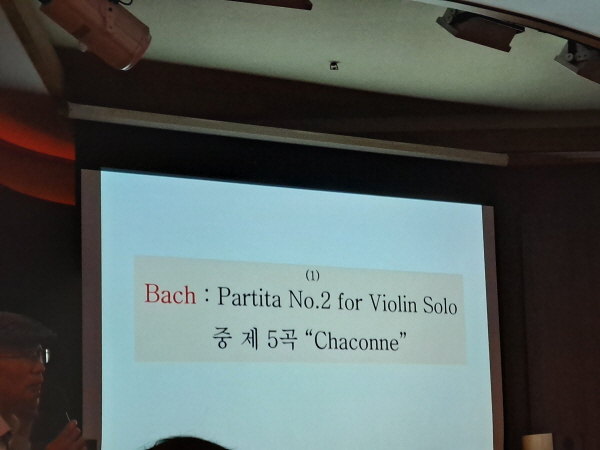 (1)
Bach : Partita No.2 for Violin Solo
중 제 5곡 “Chaconne”